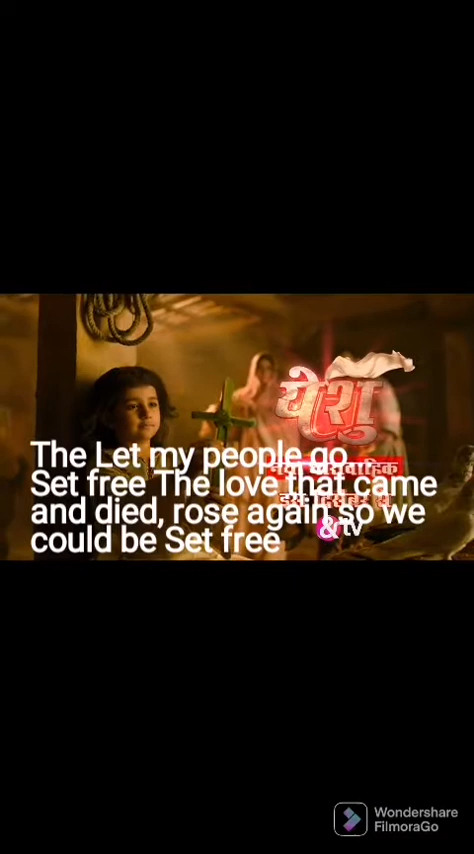 येशु
The Let my people go
Set free The love that came
and died, rose again so we
could be Set free
&tv
Wondershare
FilmoraGo